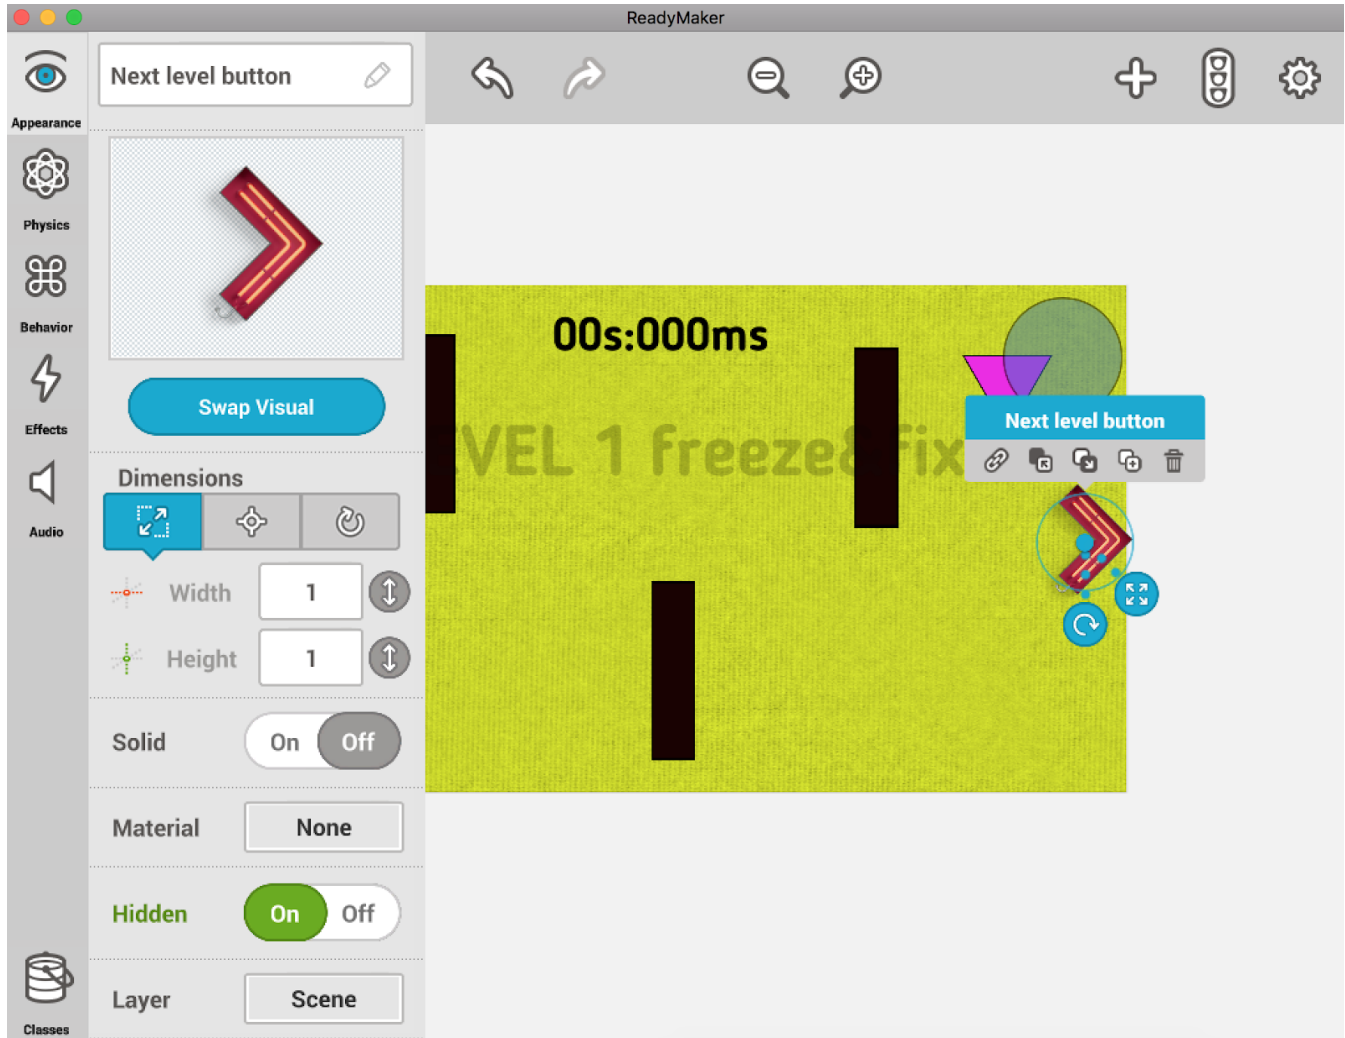 ReadyMaker
Next level button
Appearance
Physics
Behavior
Effects
Audio
Classes
Swap Visual
Dimensions
Width 1
Height 1
Solid On Off
Material None
Hidden On Off
Layer Scene
00s:000ms
EVEL 1 freeze& fix
Next level button